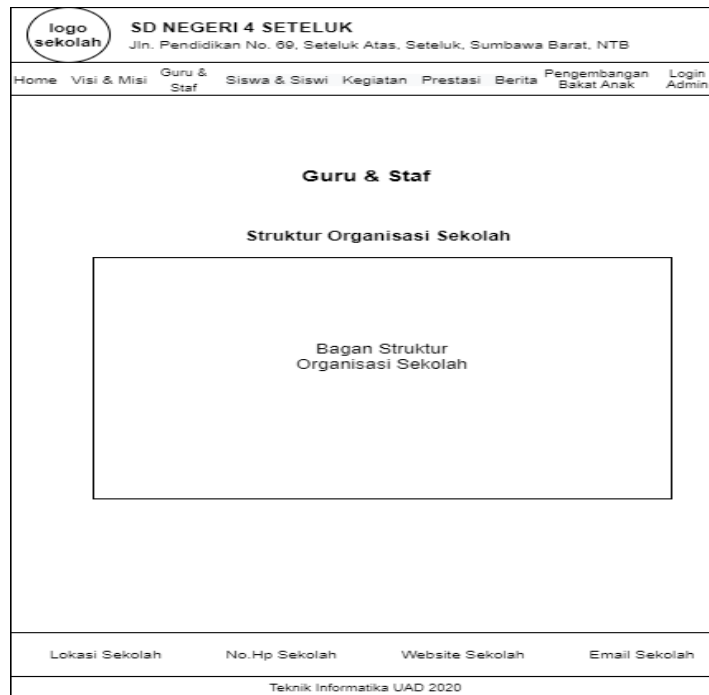 logo
sekolah
SD NEGERI 4 SETELUK
Jln. Pendidikan No. 69, Seteluk Atas, Seteluk, Sumbawa Barat, NTB
Home Visi & Misi Guru & Staf Siswa & Siswi Kegiatan Prestasi Berita Pengembangan Bakat Anak Login Admin
Guru & Staf
Struktur Organisasi Sekolah
Bagan Struktur
Organisasi Sekolah
Lokasi Sekolah No.Hp Sekolah Website Sekolah Email Sekolah
Teknik Informatika UAD 2020